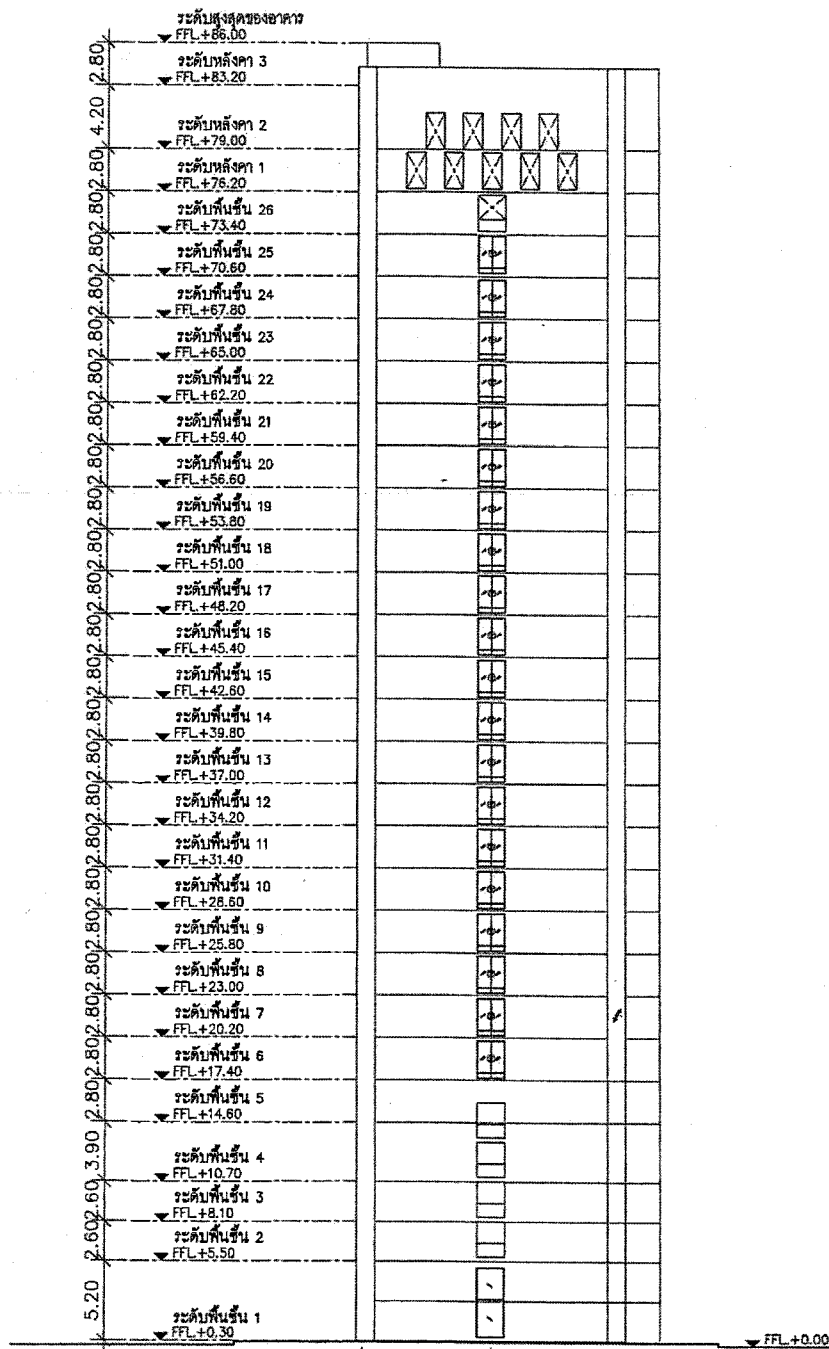 ระดับสูงสุดของอาคาร
FFL.+86.00
2.80
ระดับหลังคา 3
FFL.+83.20
4.20
ระดับหลังคา 2
FFL.+79.00
2.80
ระดับหลังคา 1
FFL.+76.20
2.80
ระดับพื้นชั้น 26
FFL.+73.40
2.80
ระดับพื้นชั้น 25
FFL.+70.60
2.80
ระดับพื้นชั้น 24
FFL.+67.80
2.80
ระดับพื้นชั้น 23
FFL.+65.00
2.80
ระดับพื้นชั้น 22
FFL.+62.20
2.80
ระดับพื้นชั้น 21
FFL.+59.40
2.80
ระดับพื้นชั้น 20
FFL.+56.60
2.80
ระดับพื้นชั้น 19
FFL.+53.80
2.80
ระดับพื้นชั้น 18
FFL.+51.00
2.80
ระดับพื้นชั้น 17
FFL.+48.20
2.80
ระดับพื้นชั้น 16
FFL.+45.40
2.80
ระดับพื้นชั้น 15
FFL.+42.60
2.80
ระดับพื้นชั้น 14
FFL.+39.80
2.80
ระดับพื้นชั้น 13
FFL.+37.00
2.80
ระดับพื้นชั้น 12
FFL.+34.20
2.80
ระดับพื้นชั้น 11
FFL.+31.40
2.80
ระดับพื้นชั้น 10
FFL.+28.60
2.80
ระดับพื้นชั้น 9
FFL.+25.80
2.80
ระดับพื้นชั้น 8
FFL.+23.00
2.80
ระดับพื้นชั้น 7
FFL.+20.20
2.80
ระดับพื้นชั้น 6
FFL.+17.40
2.80
ระดับพื้นชั้น 5
FFL.+14.60
3.90
ระดับพื้นชั้น 4
FFL.+10.70
2.60
ระดับพื้นชั้น 3
FFL.+8.10
2.60
ระดับพื้นชั้น 2
FFL.+5.50
5.20
ระดับพื้นชั้น 1
FFL.+0.30
FFL.+0.00